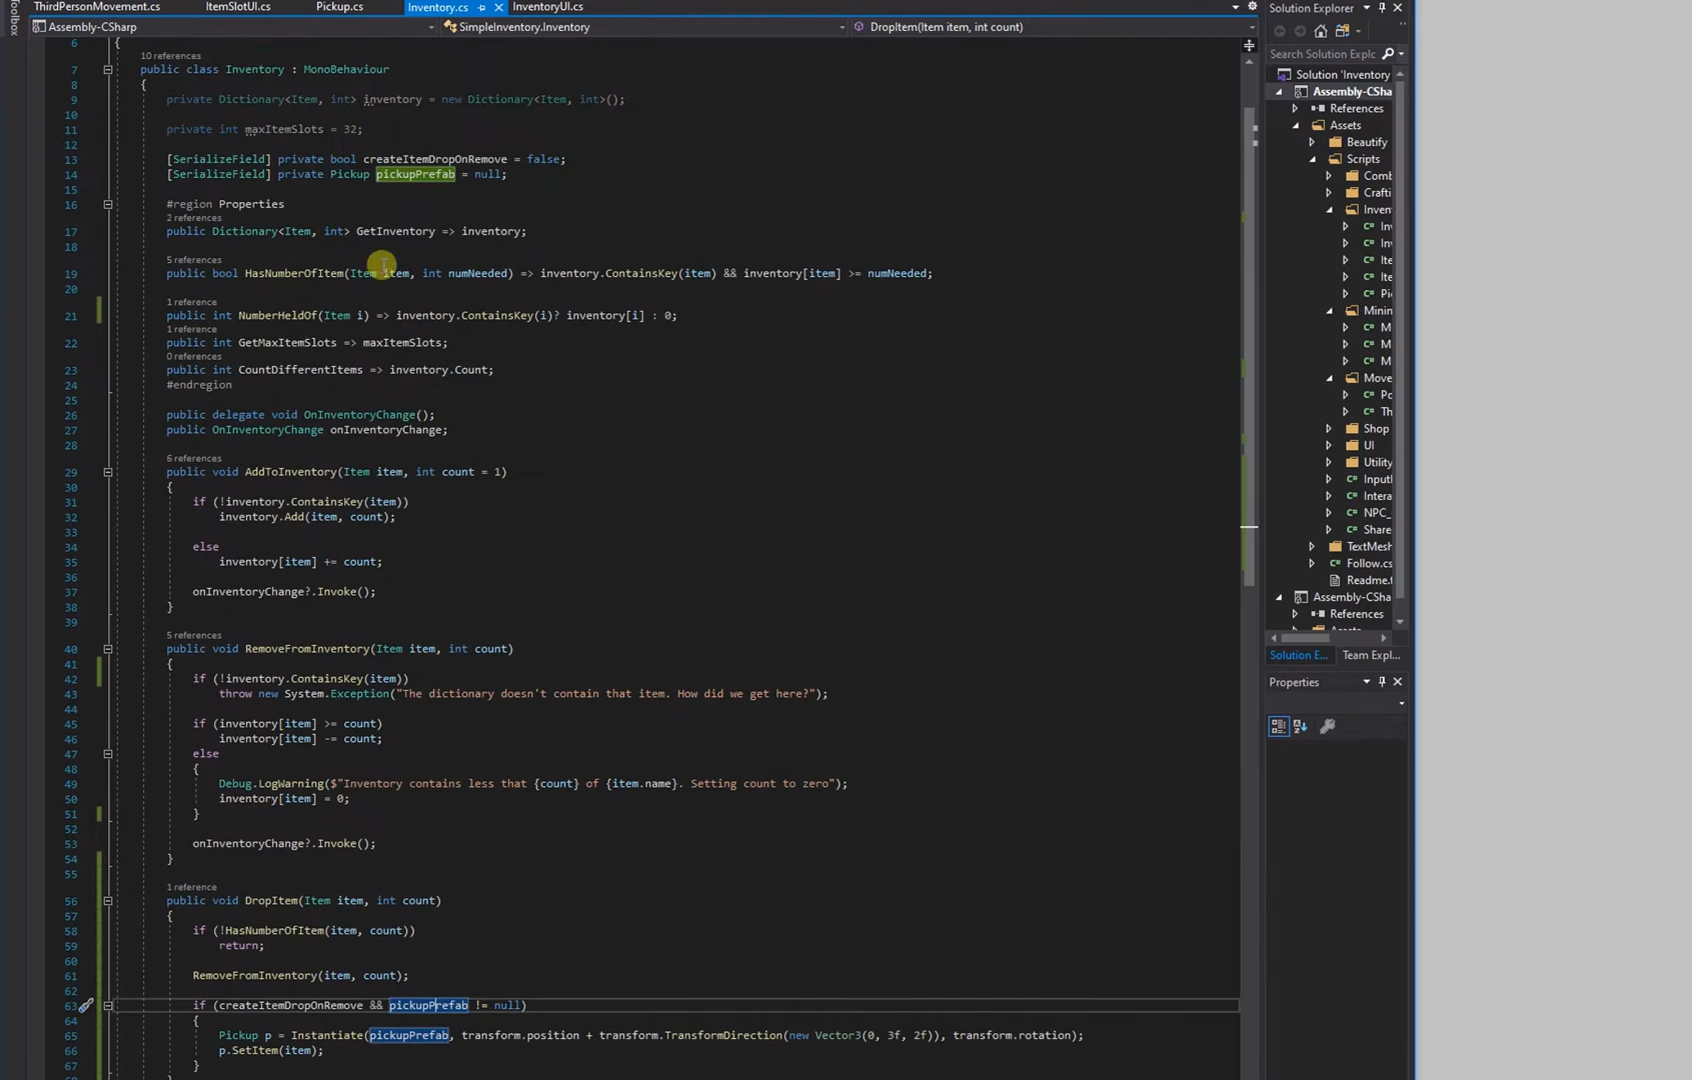 ThirdPersonMovement.cs ItemSlotUI.cs Pickup.cs Inventory.cs InventoryUI.cs
Assembly-CSharp SimpleInventory.Inventory DropItem(Item item, int count)
6 {
10 references
7 public class Inventory : MonoBehaviour
8 {
9 private Dictionary<Item, int> inventory = new Dictionary<Item, int>();
10
11 private int maxItemSlots = 32;
12
13 [SerializeField] private bool createItemDropOnRemove = false;
14 [SerializeField] private Pickup pickupPrefab = null;
15
16 #region Properties
2 references
17 public Dictionary<Item, int> GetInventory => inventory;
18
5 references
19 public bool HasNumberOfItem(Item item, int numNeeded) => inventory.ContainsKey(item) && inventory[item] >= numNeeded;
20
1 reference
21 public int NumberHeldOf(Item i) => inventory.ContainsKey(i)? inventory[i] : 0;
1 reference
22 public int GetMaxItemSlots => maxItemSlots;
0 references
23 public int CountDifferentItems => inventory.Count;
24 #endregion
25
26 public delegate void OnInventoryChange();
27 public OnInventoryChange onInventoryChange;
28
6 references
29 public void AddToInventory(Item item, int count = 1)
30 {
31 if (!inventory.ContainsKey(item))
32 inventory.Add(item, count);
33
34 else
35 inventory[item] += count;
36
37 onInventoryChange?.Invoke();
38 }
39
5 references
40 public void RemoveFromInventory(Item item, int count)
41 {
42 if (!inventory.ContainsKey(item))
43 throw new System.Exception("The dictionary doesn't contain that item. How did we get here?");
44
45 if (inventory[item] >= count)
46 inventory[item] -= count;
47 else
48 {
49 Debug.LogWarning($"Inventory contains less that {count} of {item.name}. Setting count to zero");
50 inventory[item] = 0;
51 }
52
53 onInventoryChange?.Invoke();
54 }
55
1 reference
56 public void DropItem(Item item, int count)
57 {
58 if (!HasNumberOfItem(item, count))
59 return;
60
61 RemoveFromInventory(item, count);
62
63 if (createItemDropOnRemove && pickupPrefab != null)
64 {
65 Pickup p = Instantiate(pickupPrefab, transform.position + transform.TransformDirection(new Vector3(0, 3f, 2f)), transform.rotation);
66 p.SetItem(item);
67 }
Toolbox
Solution Explorer
Search Solution Explc
Solution 'Inventory
Assembly-CSha
References
Assets
Beautify
Scripts
Comb
Crafti
Inven
In
In
Ite
Ite
Pic
Minin
M
M
M
Move
Pc
Th
Shop
UI
Utility
InputI
Intera
NPC_
Share
TextMesh
Follow.cs
Readme.t
Assembly-CSha
References
Solution E... Team Expl...
Properties